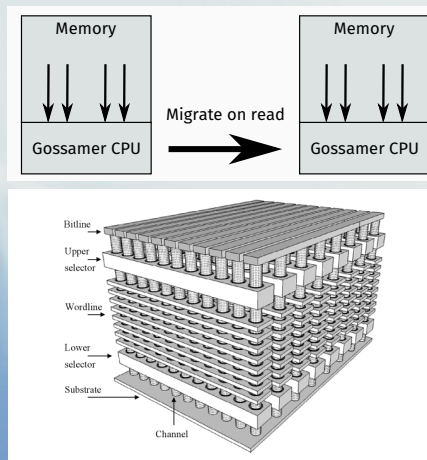 Memory
Memory
Migrate on read
Gossamer CPU
Gossamer CPU
Bitline
Upper
selector
Wordline
Lower
selector
Substrate
Channel